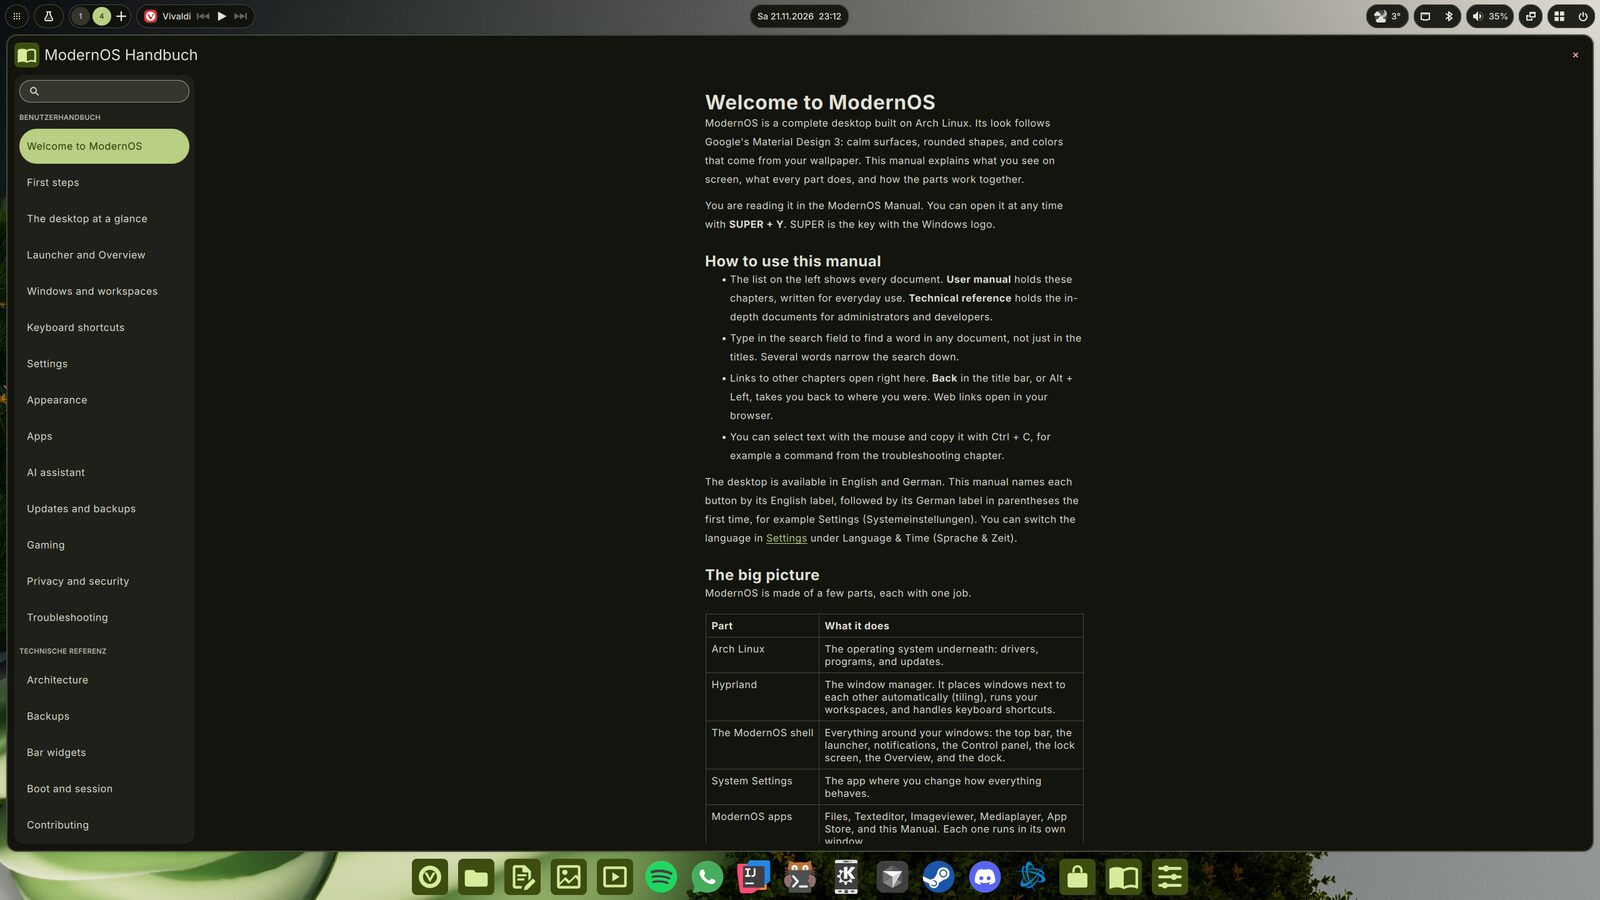 1
4
Vivaldi
Sa 21.11.2026 23:12
3°
35%
ModernOS Handbuch
BENUTZERHANDBUCH
Welcome to ModernOS
First steps
The desktop at a glance
Launcher and Overview
Windows and workspaces
Keyboard shortcuts
Settings
Appearance
Apps
AI assistant
Updates and backups
Gaming
Privacy and security
Troubleshooting
TECHNISCHE REFERENZ
Architecture
Backups
Bar widgets
Boot and session
Contributing
Welcome to ModernOS
ModernOS is a complete desktop built on Arch Linux. Its look follows
Google's Material Design 3: calm surfaces, rounded shapes, and colors
that come from your wallpaper. This manual explains what you see on
screen, what every part does, and how the parts work together.
You are reading it in the ModernOS Manual. You can open it at any time
with SUPER + Y. SUPER is the key with the Windows logo.
How to use this manual
• The list on the left shows every document. User manual holds these
chapters, written for everyday use. Technical reference holds the in-
depth documents for administrators and developers.
• Type in the search field to find a word in any document, not just in the
titles. Several words narrow the search down.
• Links to other chapters open right here. Back in the title bar, or Alt +
Left, takes you back to where you were. Web links open in your
browser.
• You can select text with the mouse and copy it with Ctrl + C, for
example a command from the troubleshooting chapter.
The desktop is available in English and German. This manual names each
button by its English label, followed by its German label in parentheses the
first time, for example Settings (Systemeinstellungen). You can switch the
language in Settings under Language & Time (Sprache & Zeit).
The big picture
ModernOS is made of a few parts, each with one job.
Part
What it does
Arch Linux
The operating system underneath: drivers,
programs, and updates.
Hyprland
The window manager. It places windows next to
each other automatically (tiling), runs your
workspaces, and handles keyboard shortcuts.
The ModernOS shell
Everything around your windows: the top bar, the
launcher, notifications, the Control panel, the lock
screen, the Overview, and the dock.
System Settings
The app where you change how everything
behaves.
ModernOS apps
Files, Texteditor, Imageviewer, Mediaplayer, App
Store, and this Manual. Each one runs in its own
window.
IJ